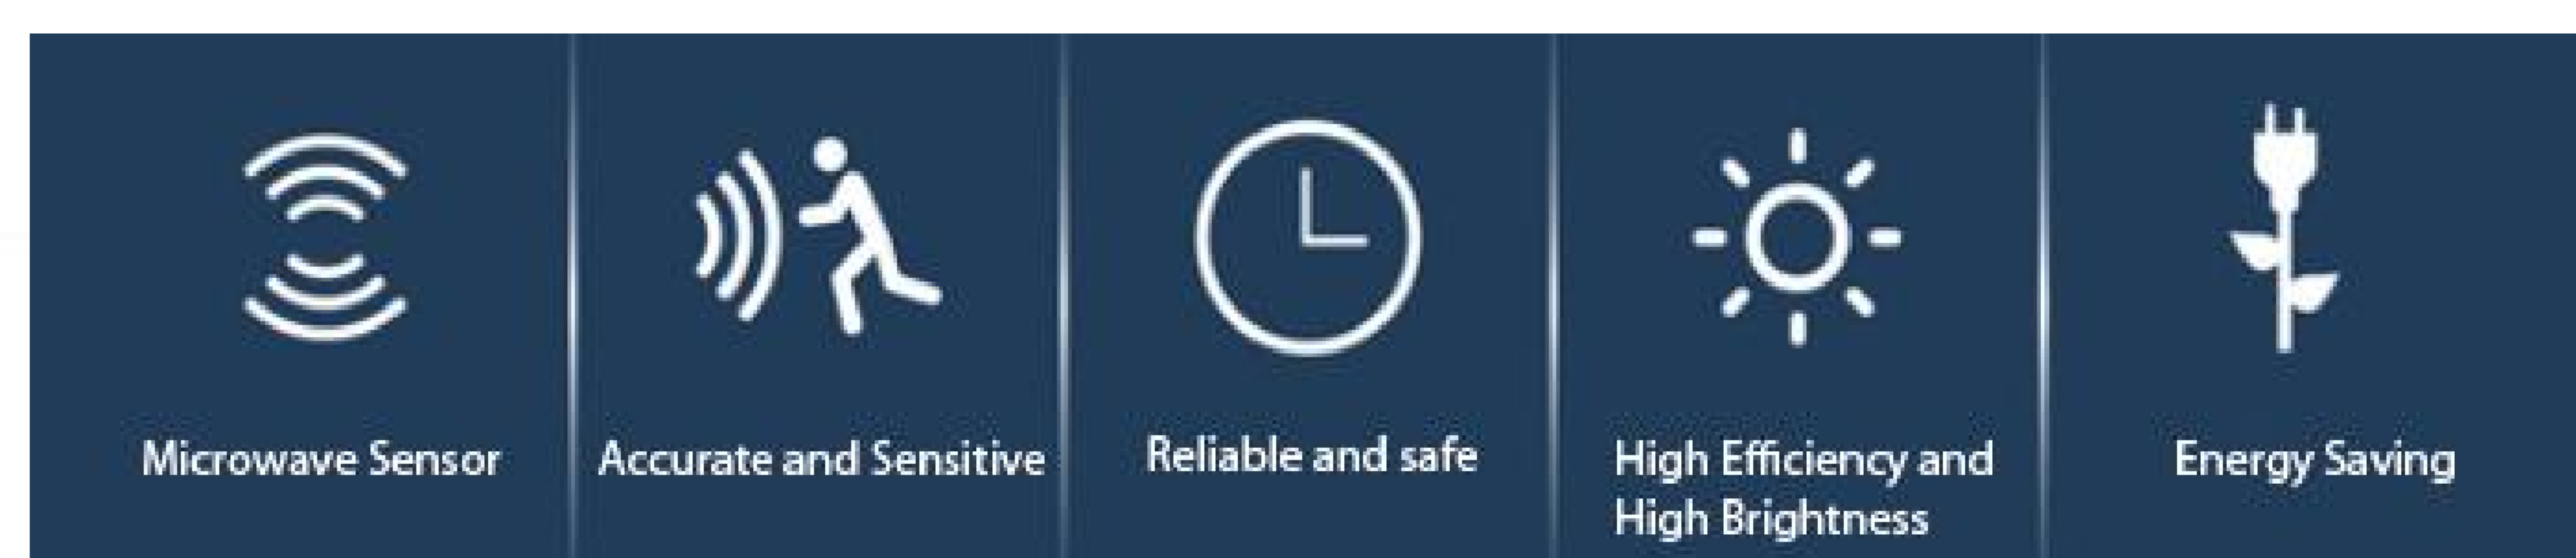 Microwave Sensor
Accurate and Sensitive
Reliable and safe
High Efficiency and
High Brightness
Energy Saving